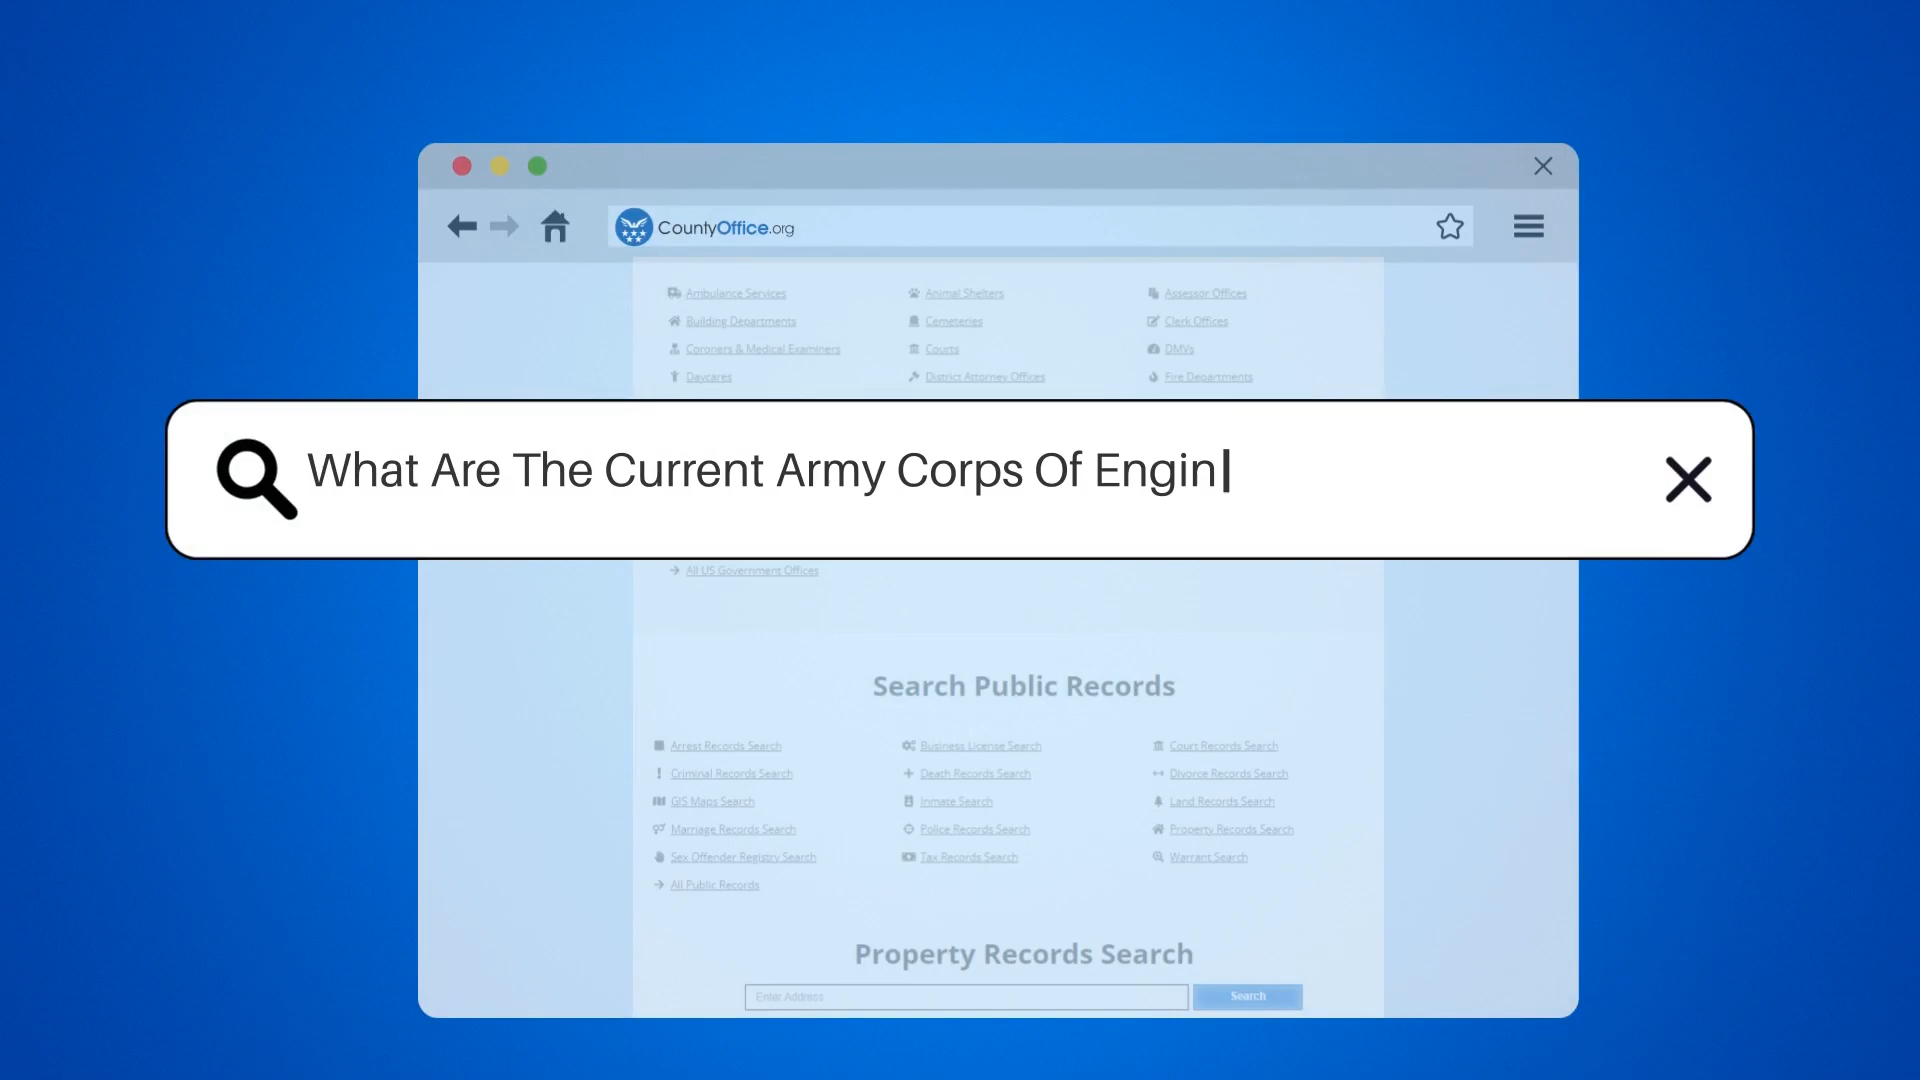 CountyOffice.org
Ambulance Services Animal Shelters Assessor Offices
Building Departments Cemeteries Clerk Offices
Coroners & Medical Examiners Courts DMVs
Daycares District Attorney Offices Fire Departments
What Are The Current Army Corps Of Engin
All US Government Offices
Search Public Records
Arrest Records Search Business License Search Court Records Search
Criminal Records Search Death Records Search Divorce Records Search
GIS Maps Search Inmate Search Land Records Search
Marriage Records Search Police Records Search Property Records Search
Sex Offender Registry Search Tax Records Search Warrant Search
All Public Records
Property Records Search
Enter Address Search